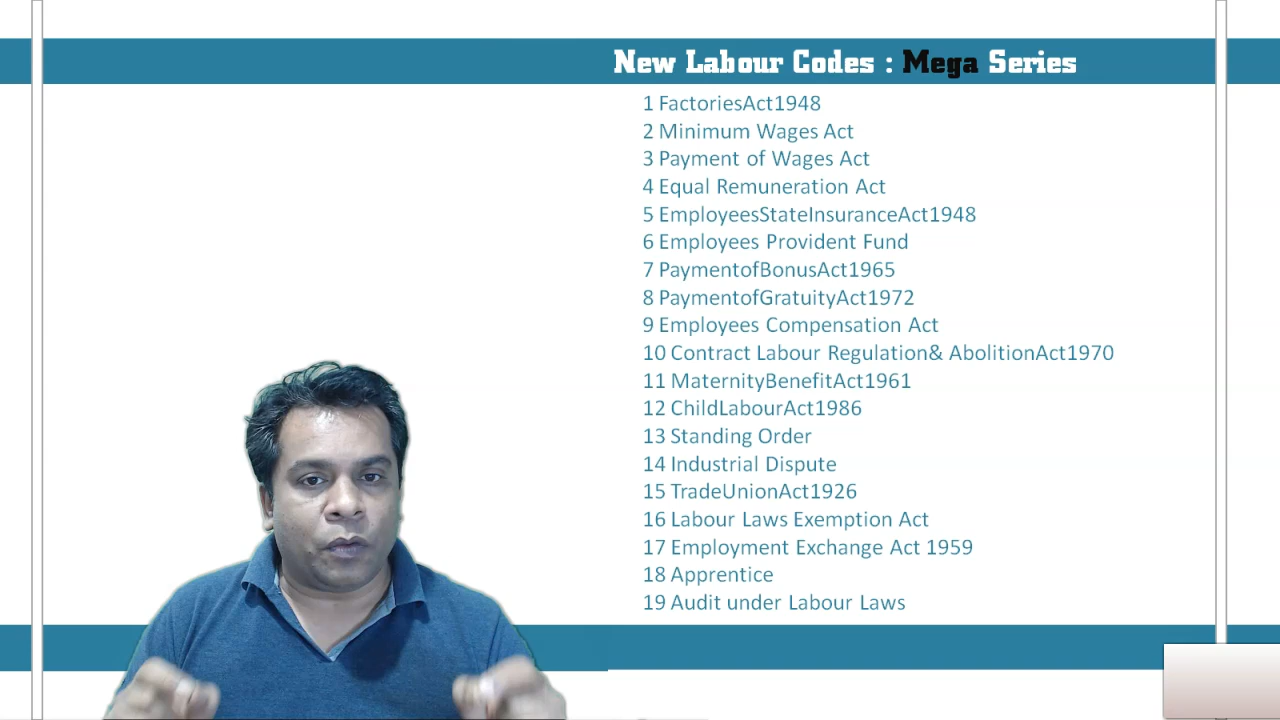 New Labour Codes : Mega Series
1 FactoriesAct1948
2 Minimum Wages Act
3 Payment of Wages Act
4 Equal Remuneration Act
5 EmployeesStateInsuranceAct1948
6 Employees Provident Fund
7 PaymentofBonusAct1965
8 PaymentofGratuityAct1972
9 Employees Compensation Act
10 Contract Labour Regulation& AbolitionAct1970
11 MaternityBenefitAct1961
12 ChildLabourAct1986
13 Standing Order
14 Industrial Dispute
15 TradeUnionAct1926
16 Labour Laws Exemption Act
17 Employment Exchange Act 1959
18 Apprentice
19 Audit under Labour Laws